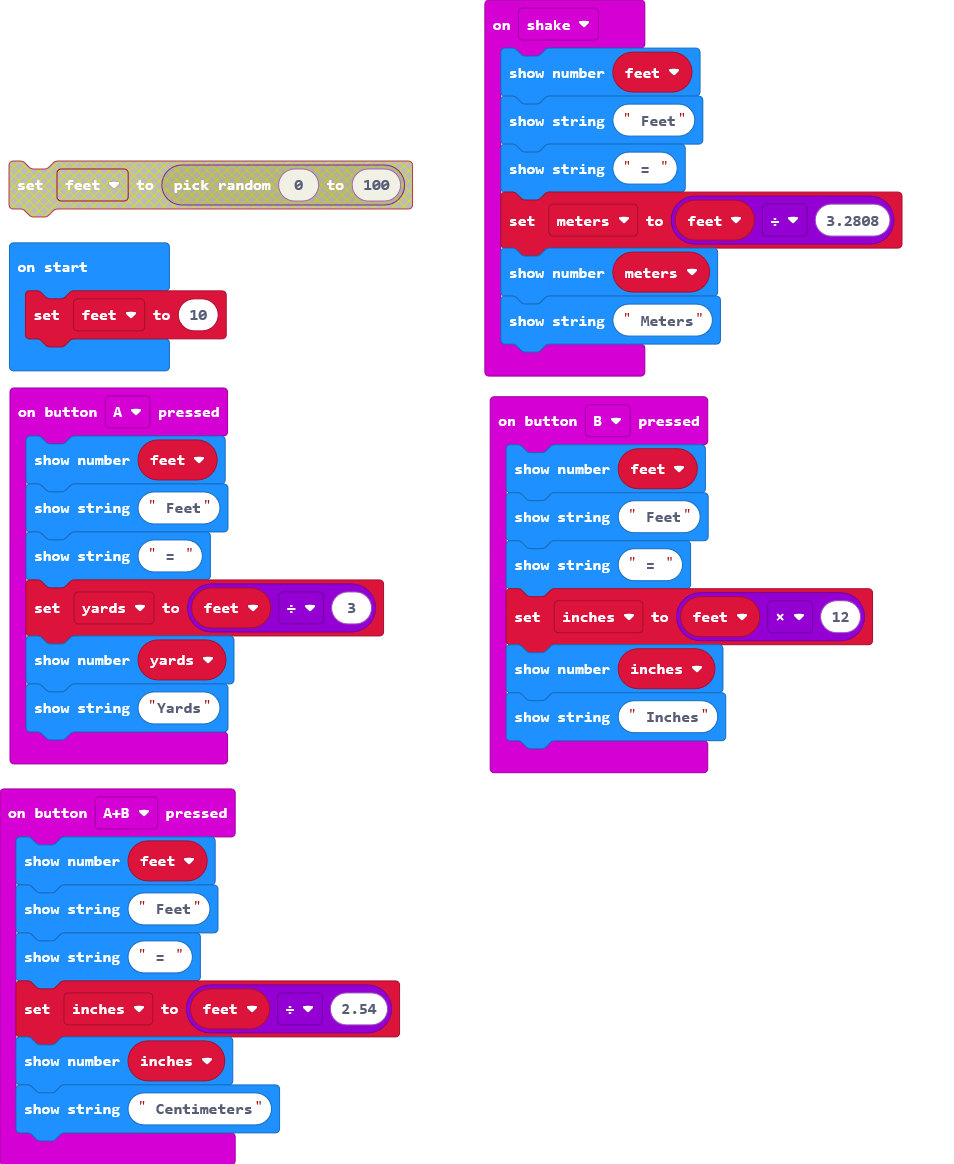 set feet to pick random 0 to 100
on start
set feet to 10
on button A pressed
show number feet
show string " Feet"
show string " = "
set yards to feet ÷ 3
show number yards
show string "Yards"
on button A+B pressed
show number feet
show string " Feet"
show string " = "
set inches to feet ÷ 2.54
show number inches
show string " Centimeters"
on shake
show number feet
show string " Feet"
show string " = "
set meters to feet ÷ 3.2808
show number meters
show string " Meters"
on button B pressed
show number feet
show string " Feet"
show string " = "
set inches to feet × 12
show number inches
show string " Inches"